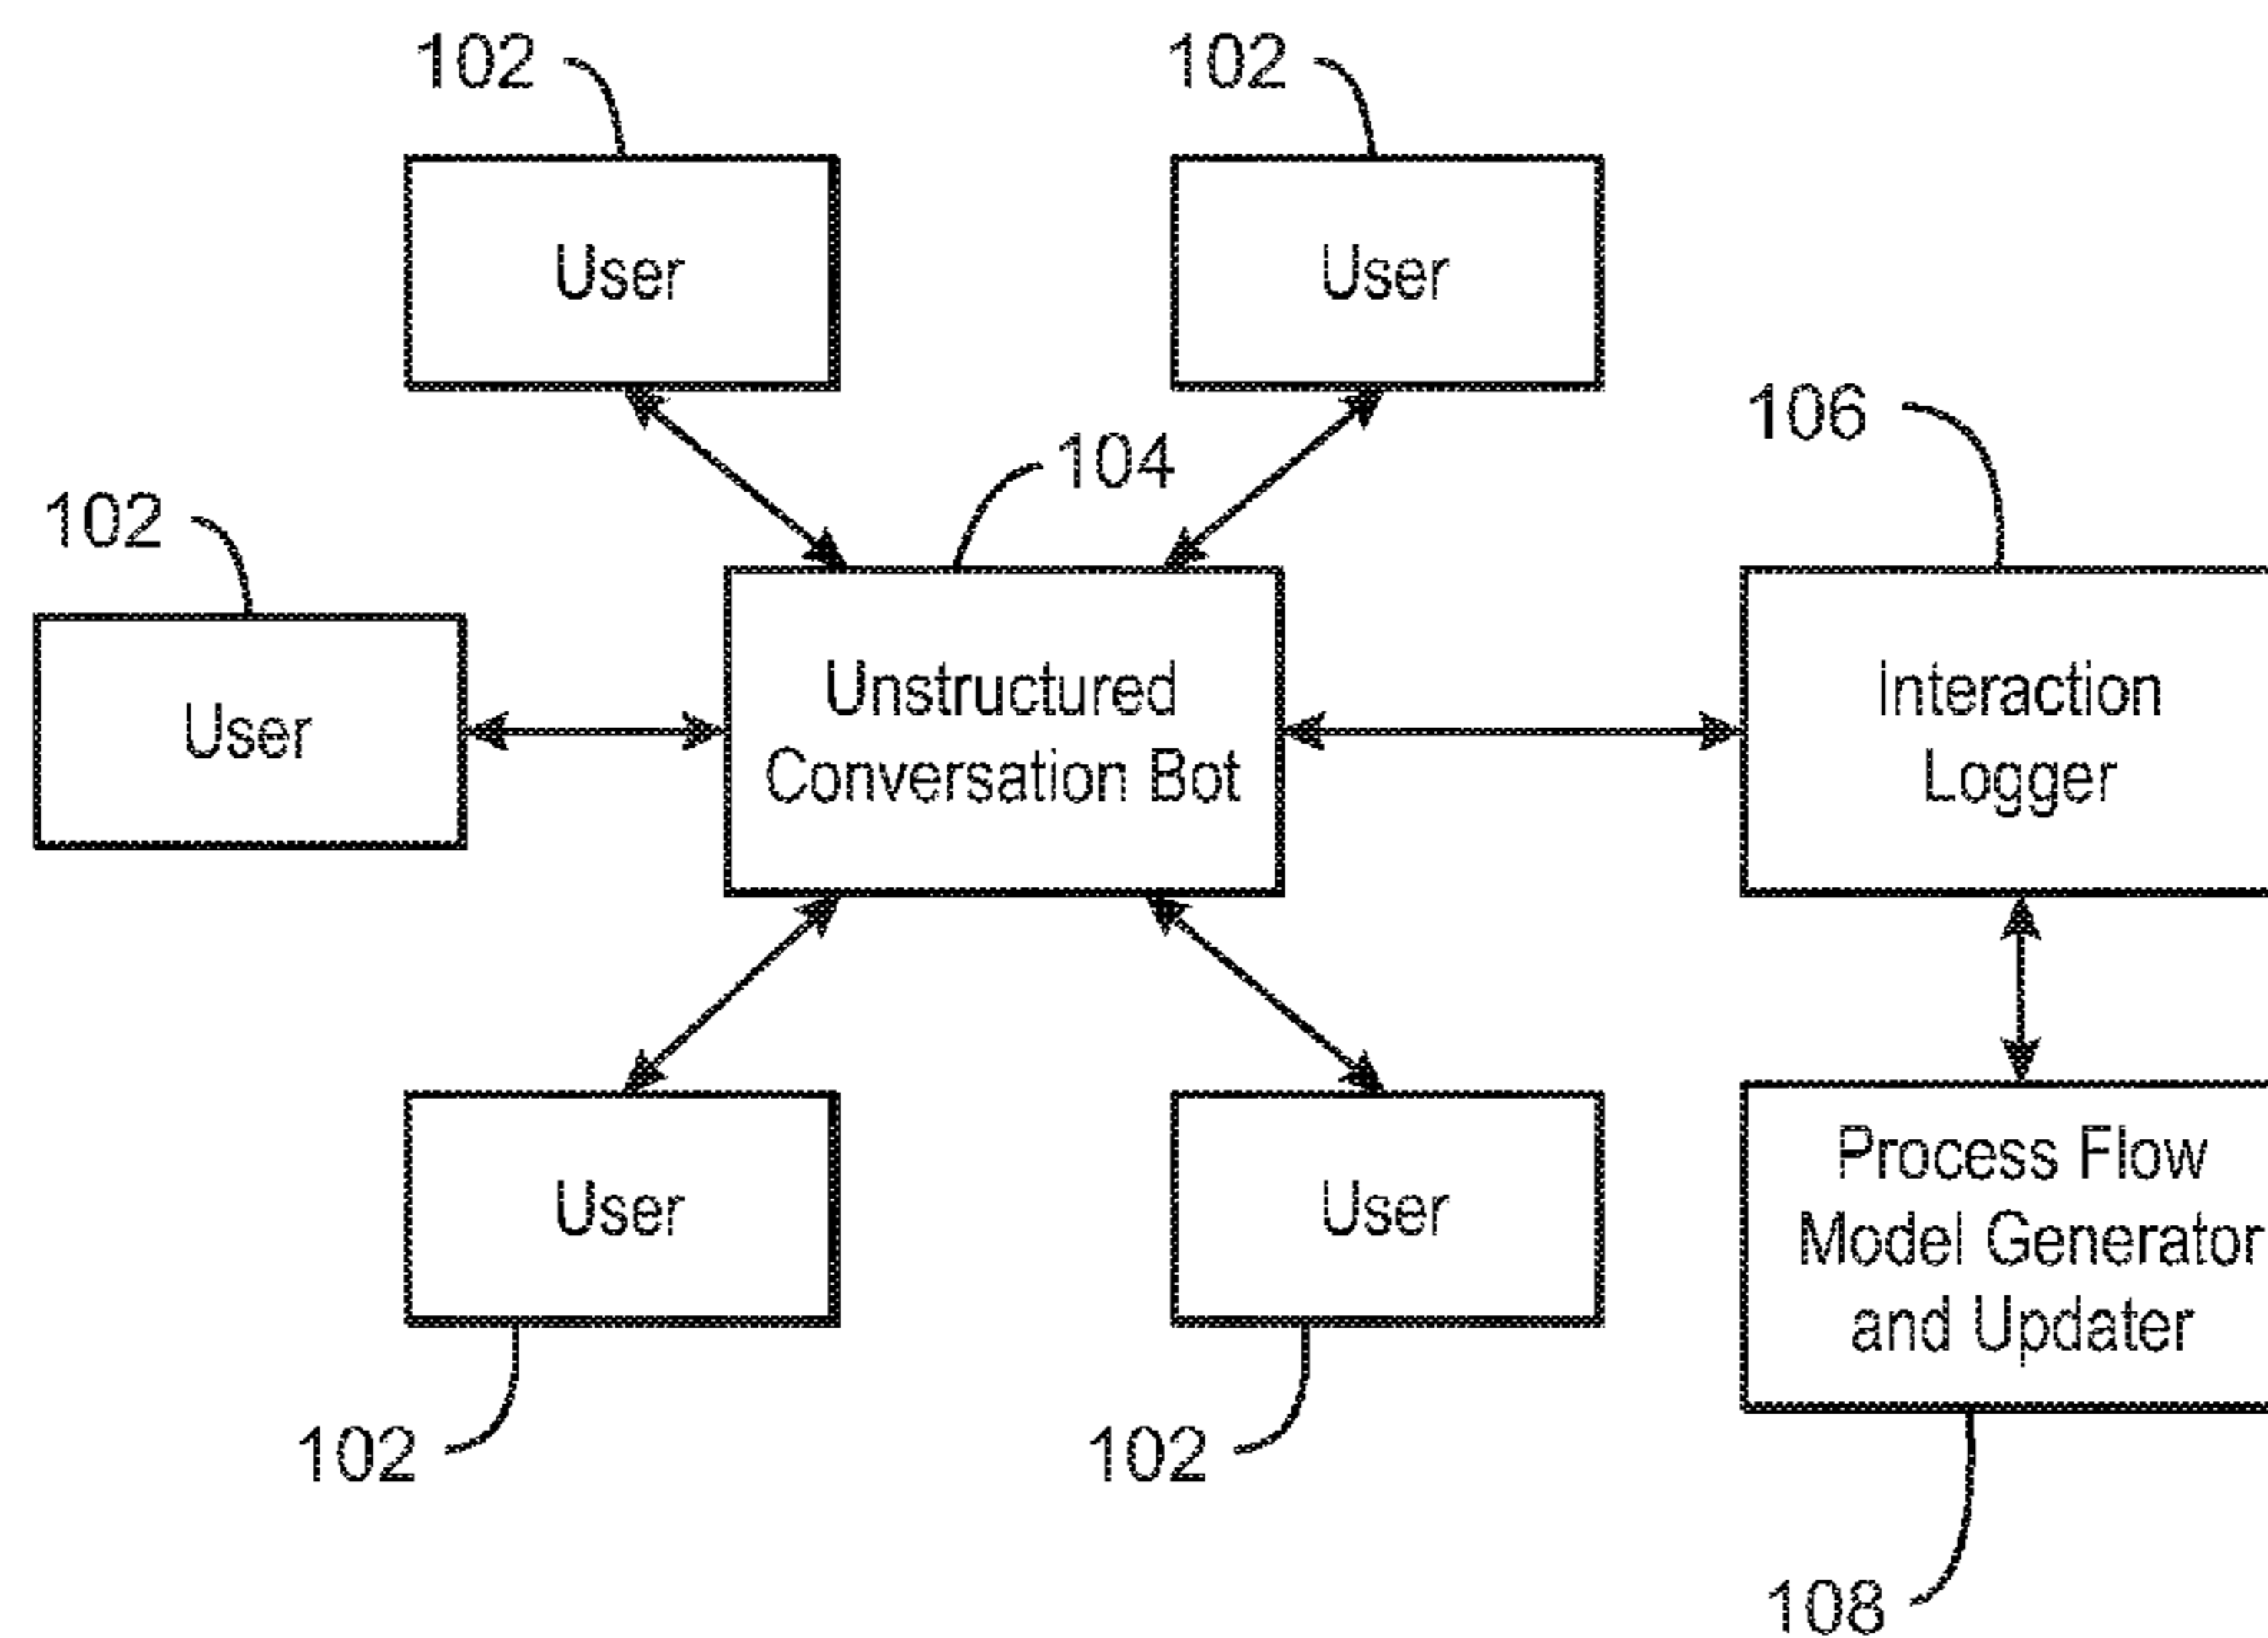 102
102
User
User
106
104
102
User
Unstructured
Conversation Bot
Interaction
Logger
User
User
Process Flow
Model Generator
and Updater
102
102
108